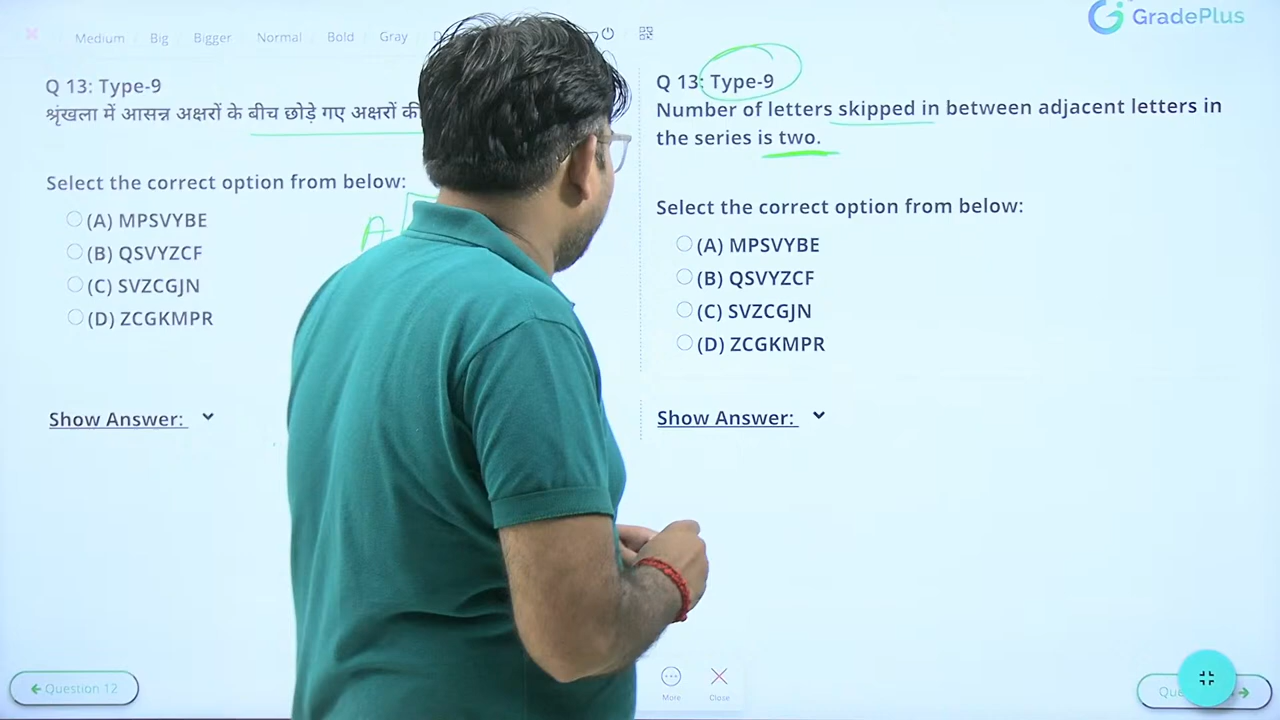 Medium Big Bigger Normal Bold Gray
GradePlus
Q 13: Type-9
श्रृंखला में आसन्न अक्षरों के बीच छोड़े गए अक्षरों की
Select the correct option from below:
(A) MPSVYBE
(B) QSVYZCF
(C) SVZCGJN
(D) ZCGKMPR
Show Answer:
A
Question 12
Q 13: Type-9
Number of letters skipped in between adjacent letters in
the series is two.
Select the correct option from below:
(A) MPSVYBE
(B) QSVYZCF
(C) SVZCGJN
(D) ZCGKMPR
Show Answer:
More Close